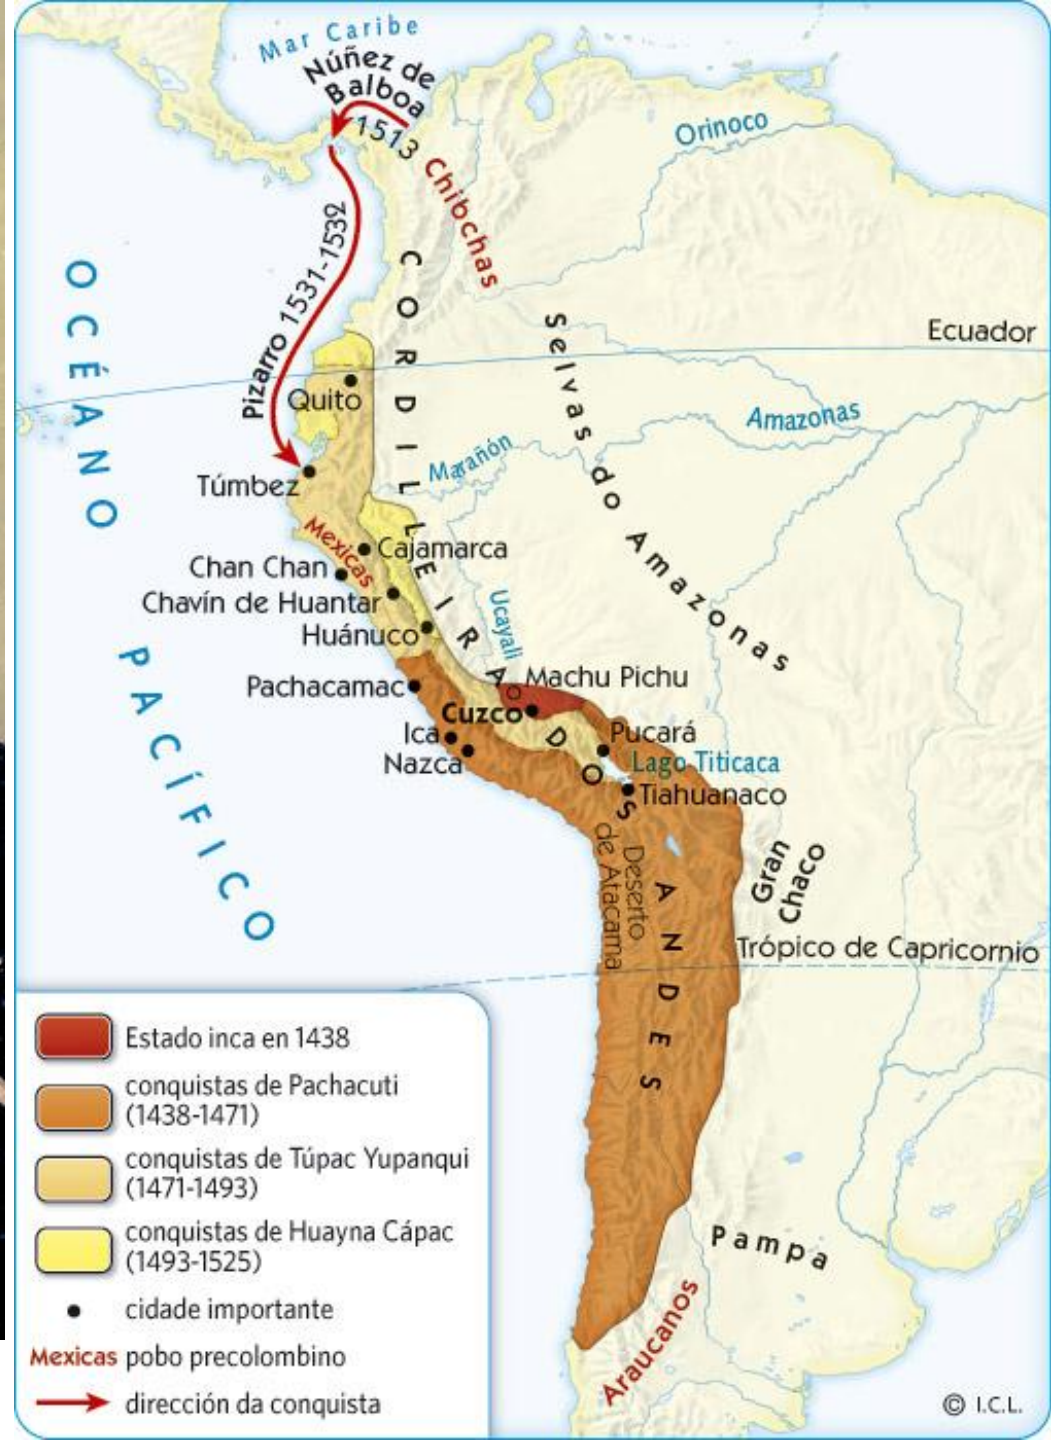 Mar Caribe
Núñez de
Balboa
1513
Orinoco
Chibchas
Pizarro 1531-1532
OCÉANO PACÍFICO
CORDILLEIRA DOS ANDES
Selvas do Amazonas
Ecuador
Quito
Amazonas
Marañón
Túmbez
Mexicas
Cajamarca
Chan Chan
Chavín de Huantar
Ucayali
Huánuco
Machu Pichu
Pachacamac
Cuzco
Ica
Pucará
Nazca
Lago Titicaca
Tiahuanaco
Deserto
de Atacama
Gran
Chaco
Trópico de Capricornio
Pampa
Araucanos
Estado inca en 1438
conquistas de Pachacuti
(1438-1471)
conquistas de Túpac Yupanqui
(1471-1493)
conquistas de Huayna Cápac
(1493-1525)
cidade importante
Mexicas pobo precolombino
dirección da conquista
© I.C.L.